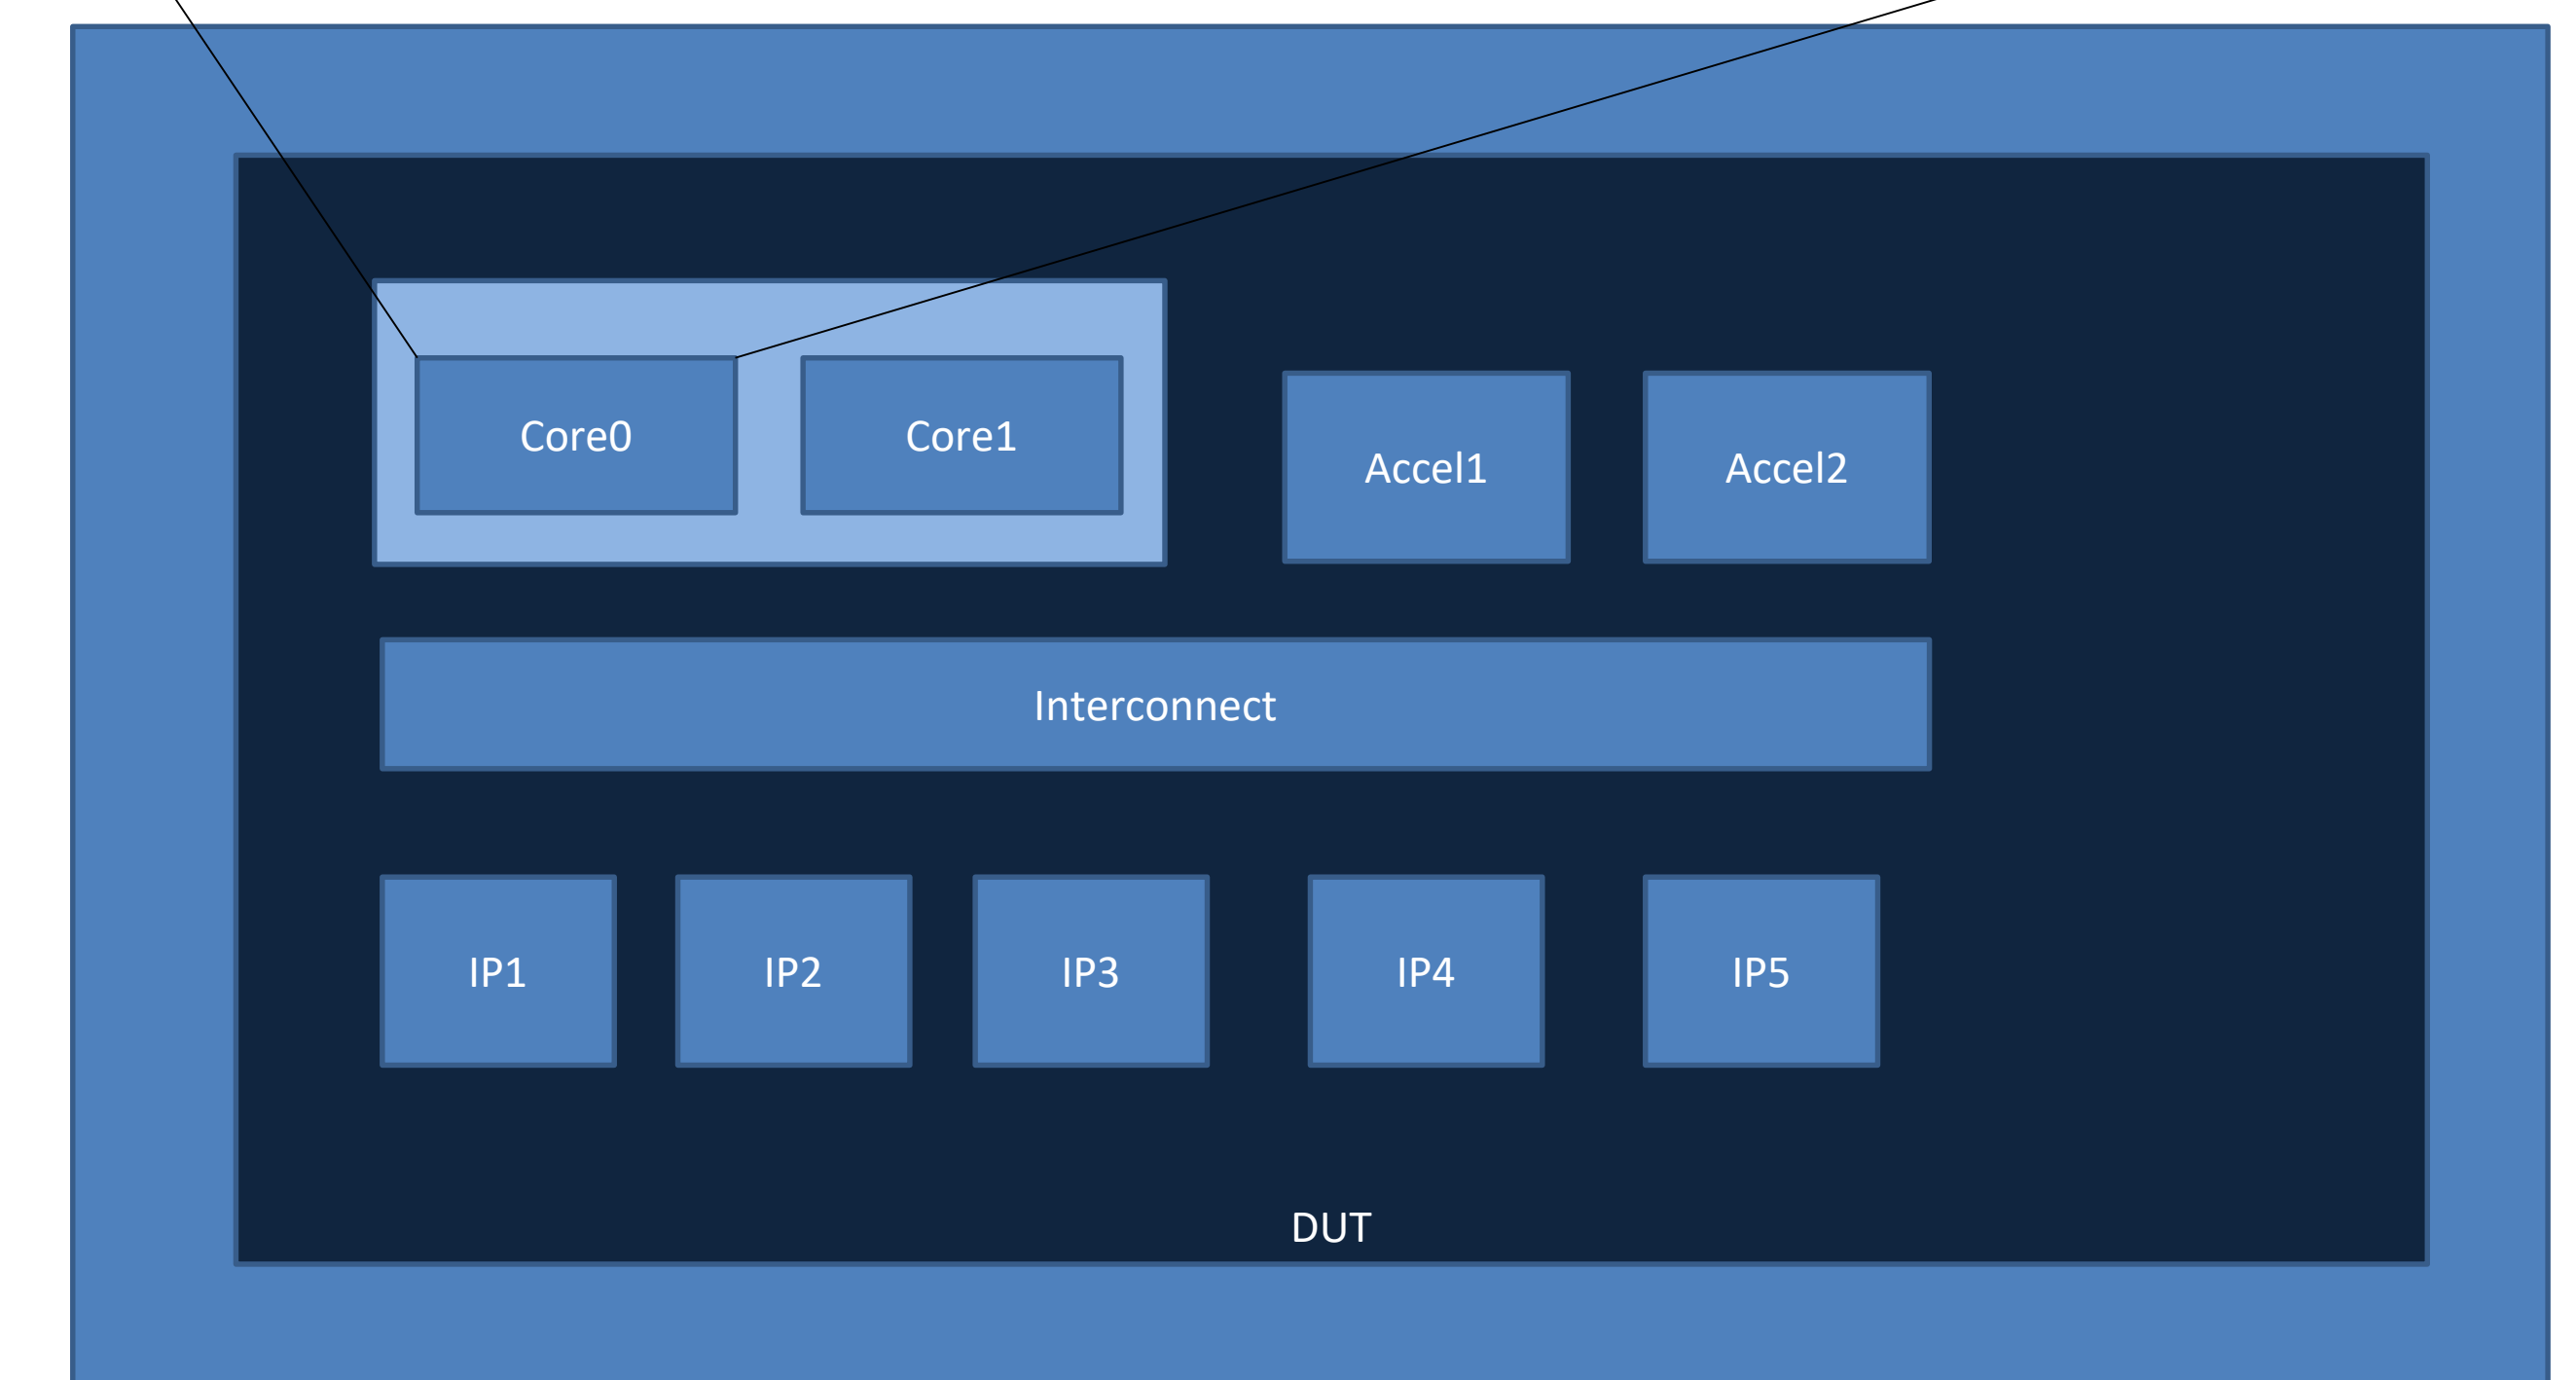 Core0
Core1
Accel1
Accel2
Interconnect
IP1
IP2
IP3
IP4
IP5
DUT